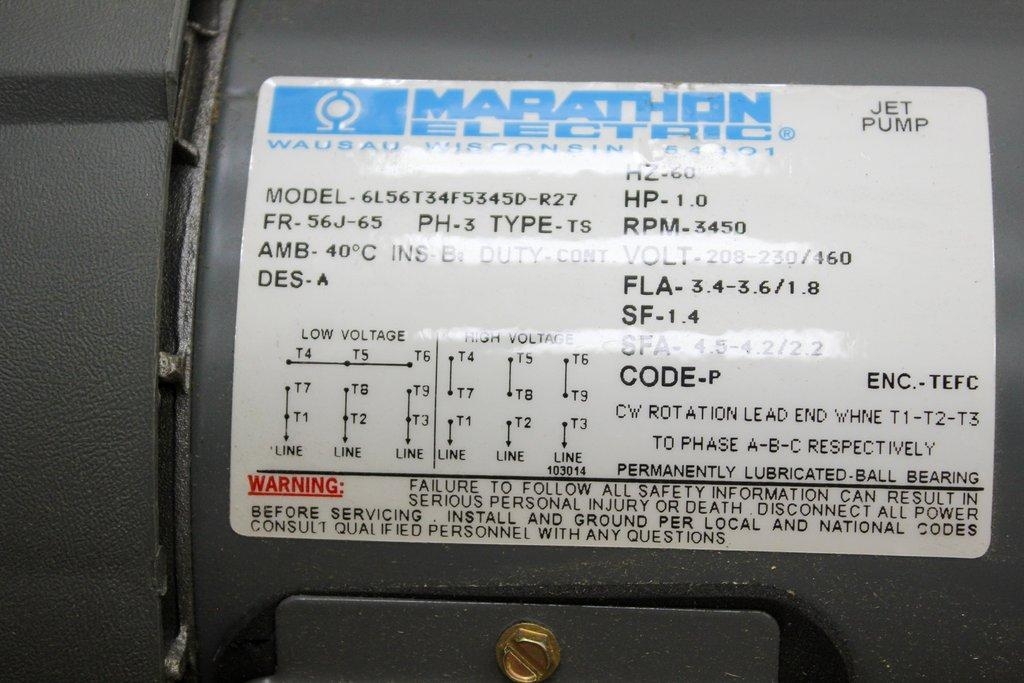 MARATHON
ELECTRIC®
WAUSAU WISCONSIN 54401
JET
PUMP
HZ-60
MODEL-6L56T34F5345D-R27 HP-1.0
FR-56J-65 PH-3 TYPE-TS RPM-3450
AMB-40°C INS-B2 DUTY-CONT VOLT-208-230/460
DES-A FLA-3.4-3.6/1.8
SF-1.4
SFA-4.5-4.2/2.2
CODE-P ENC.-TEFC
LOW VOLTAGE HIGH VOLTAGE
T4 T5 T6 T4 T5 T6
T7 T8 T9 T7 T8 T9
T1 T2 T3 T1 T2 T3
LINE LINE LINE LINE LINE LINE
103014
CW ROTATION LEAD END WHNE T1-T2-T3
TO PHASE A-B-C RESPECTIVELY
PERMANENTLY LUBRICATED-BALL BEARING
WARNING: FAILURE TO FOLLOW ALL SAFETY INFORMATION CAN RESULT IN
SERIOUS PERSONAL INJURY OR DEATH. DISCONNECT ALL POWER
BEFORE SERVICING INSTALL AND GROUND PER LOCAL AND NATIONAL CODES
CONSULT QUALIFIED PERSONNEL WITH ANY QUESTIONS